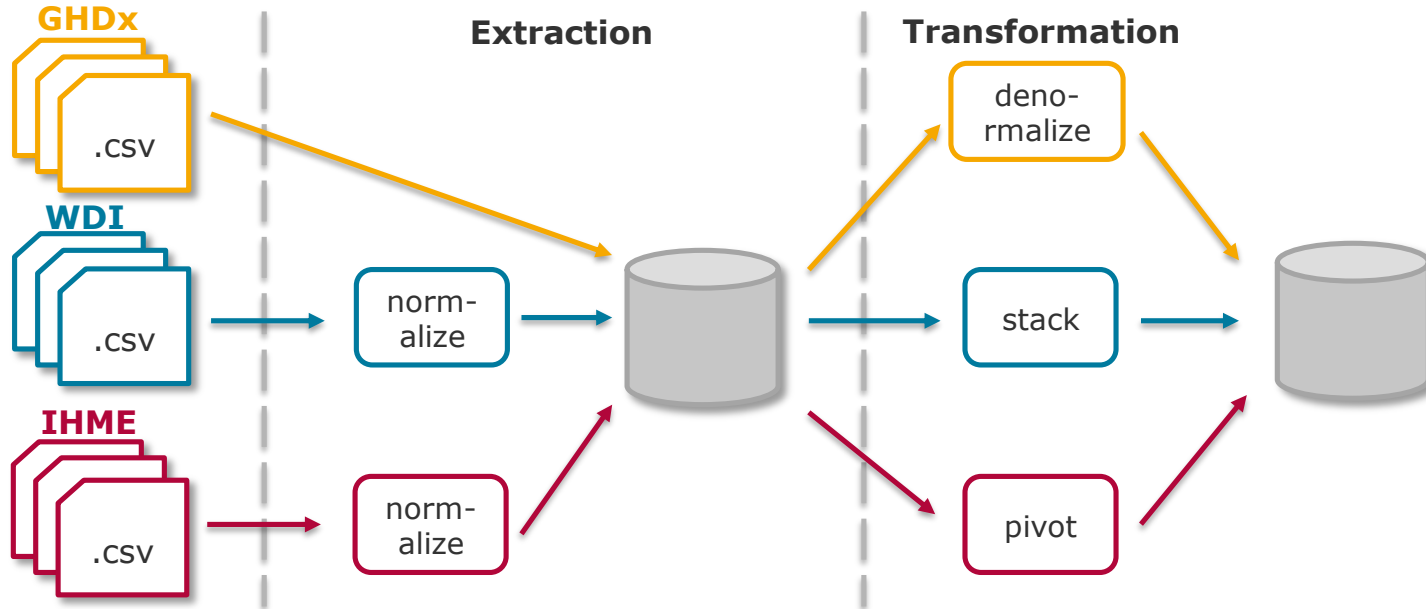 GHDx
Extraction
Transformation
.csv
deno-
rmalize
WDI
.csv
norm-
alize
stack
IHME
.csv
norm-
alize
pivot